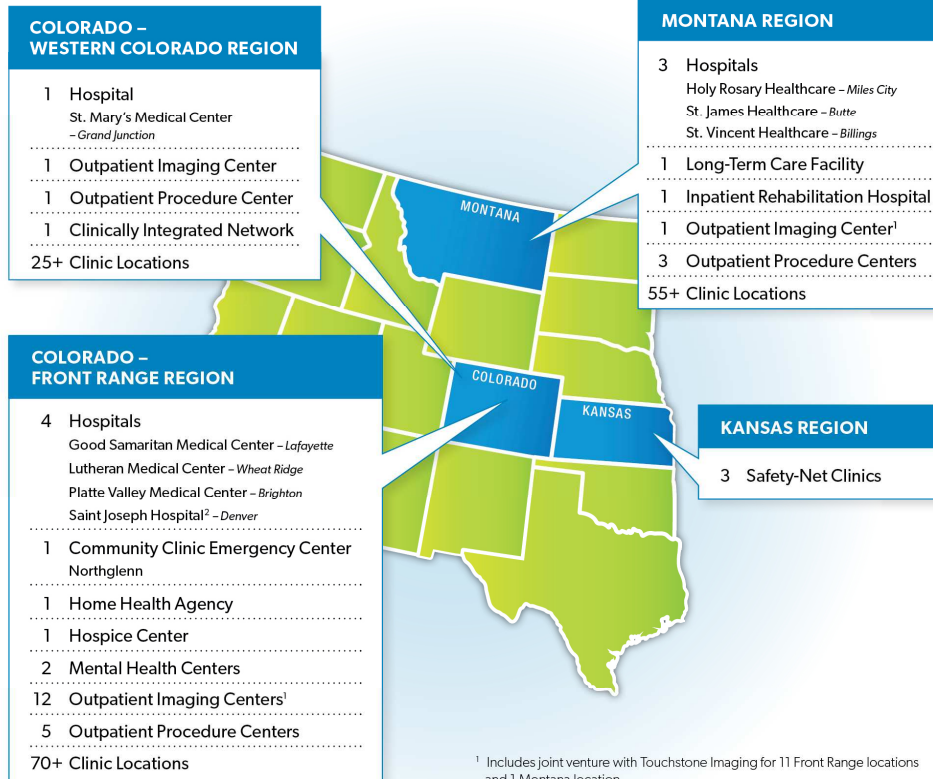 COLORADO –
WESTERN COLORADO REGION
1 Hospital
St. Mary's Medical Center
– Grand Junction
1 Outpatient Imaging Center
1 Outpatient Procedure Center
1 Clinically Integrated Network
25+ Clinic Locations
MONTANA REGION
3 Hospitals
Holy Rosary Healthcare – Miles City
St. James Healthcare – Butte
St. Vincent Healthcare – Billings
1 Long-Term Care Facility
1 Inpatient Rehabilitation Hospital
1 Outpatient Imaging Center¹
3 Outpatient Procedure Centers
55+ Clinic Locations
MONTANA
COLORADO
KANSAS
COLORADO –
FRONT RANGE REGION
4 Hospitals
Good Samaritan Medical Center – Lafayette
Lutheran Medical Center – Wheat Ridge
Platte Valley Medical Center – Brighton
Saint Joseph Hospital² – Denver
1 Community Clinic Emergency Center
Northglenn
1 Home Health Agency
1 Hospice Center
2 Mental Health Centers
12 Outpatient Imaging Centers¹
5 Outpatient Procedure Centers
70+ Clinic Locations
KANSAS REGION
3 Safety-Net Clinics
¹ Includes joint venture with Touchstone Imaging for 11 Front Range locations
and 1 Montana location